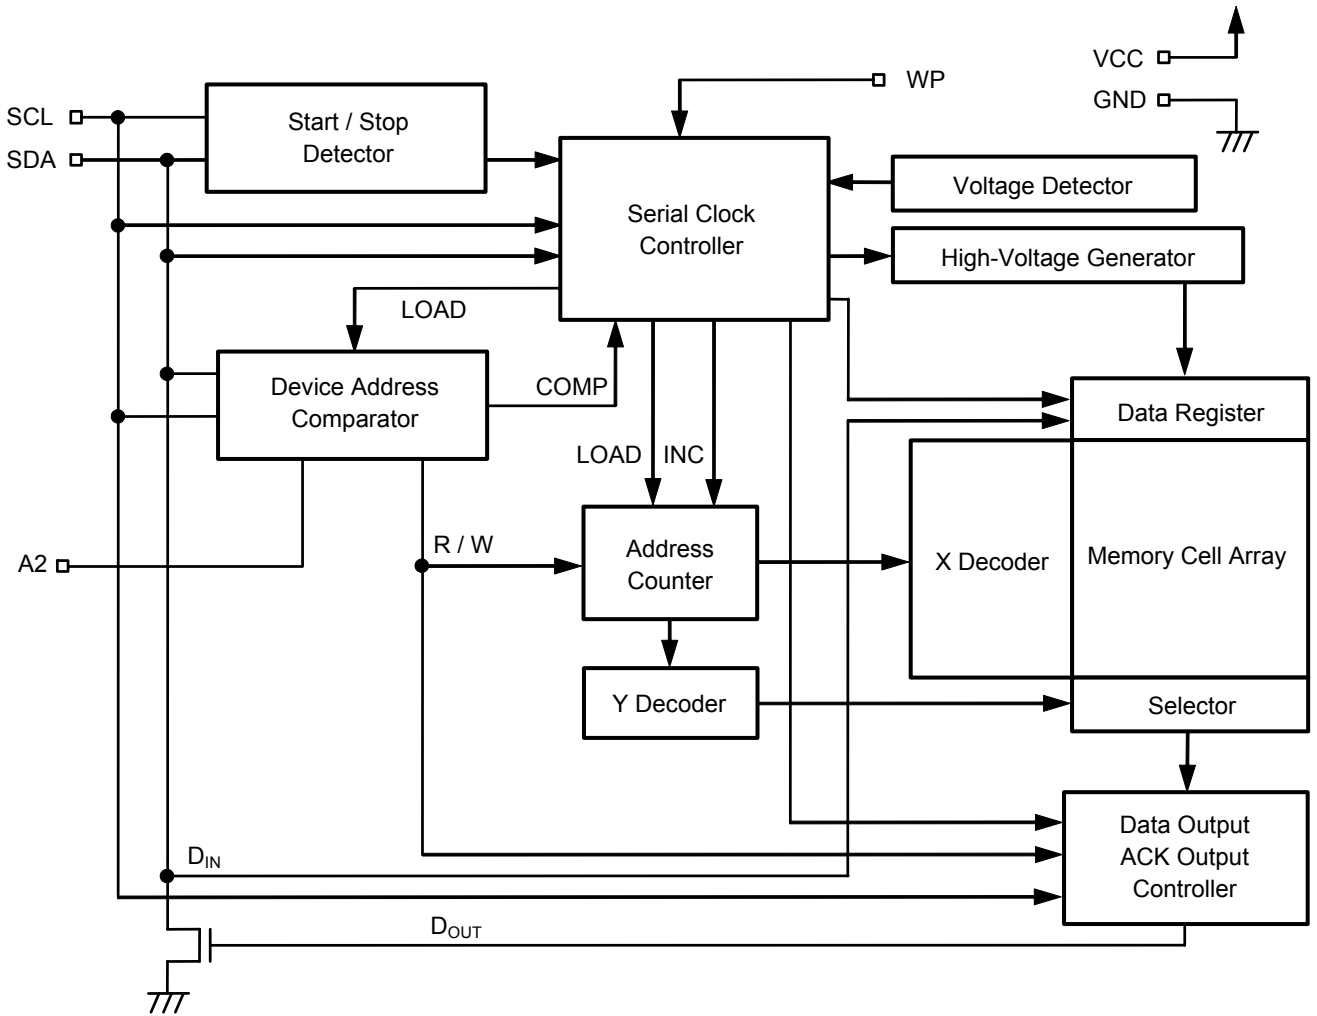 VCC
WP
GND
SCL
SDA
Start / Stop
Detector
Serial Clock
Controller
Voltage Detector
High-Voltage Generator
LOAD
Device Address
Comparator
COMP
Data Register
LOAD
INC
A2
R / W
Address
Counter
X Decoder
Memory Cell Array
Y Decoder
Selector
Data Output
ACK Output
Controller
DIN
DOUT